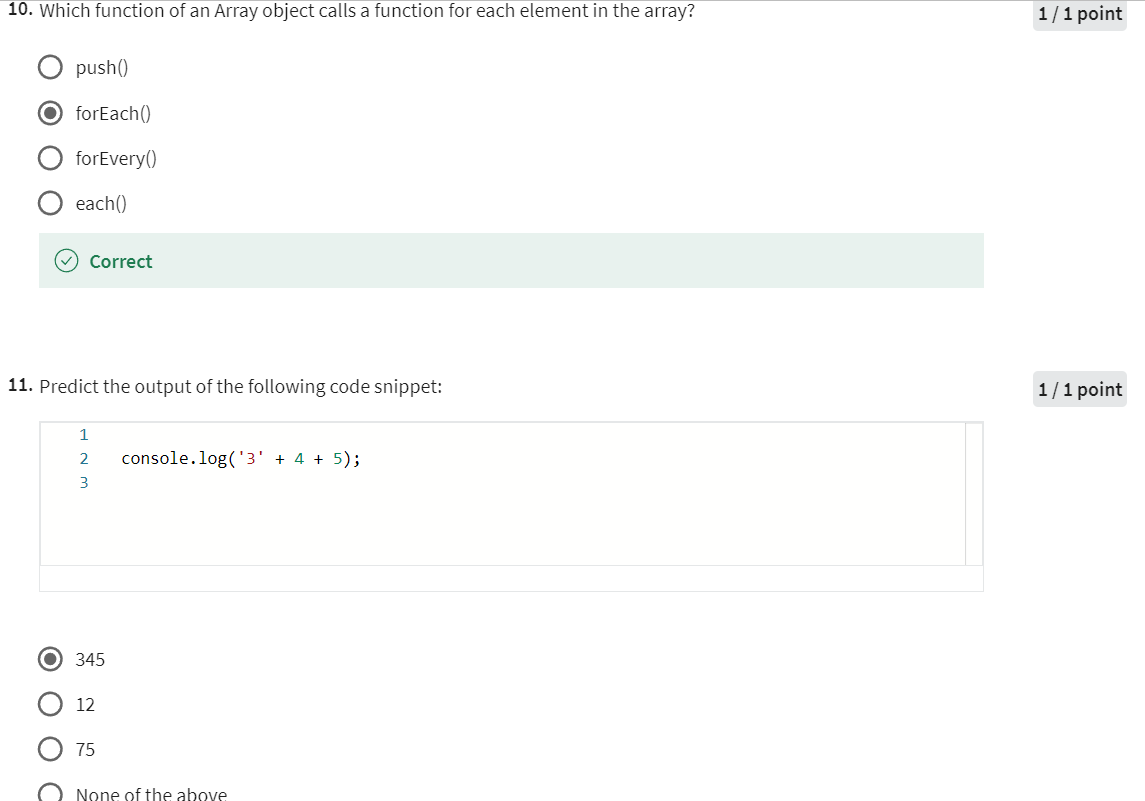 10. Which function of an Array object calls a function for each element in the array?
1 / 1 point
push()
forEach()
forEvery()
each()
Correct
11. Predict the output of the following code snippet:
1 / 1 point
1
2 console.log('3' + 4 + 5);
3
345
12
75
None of the above